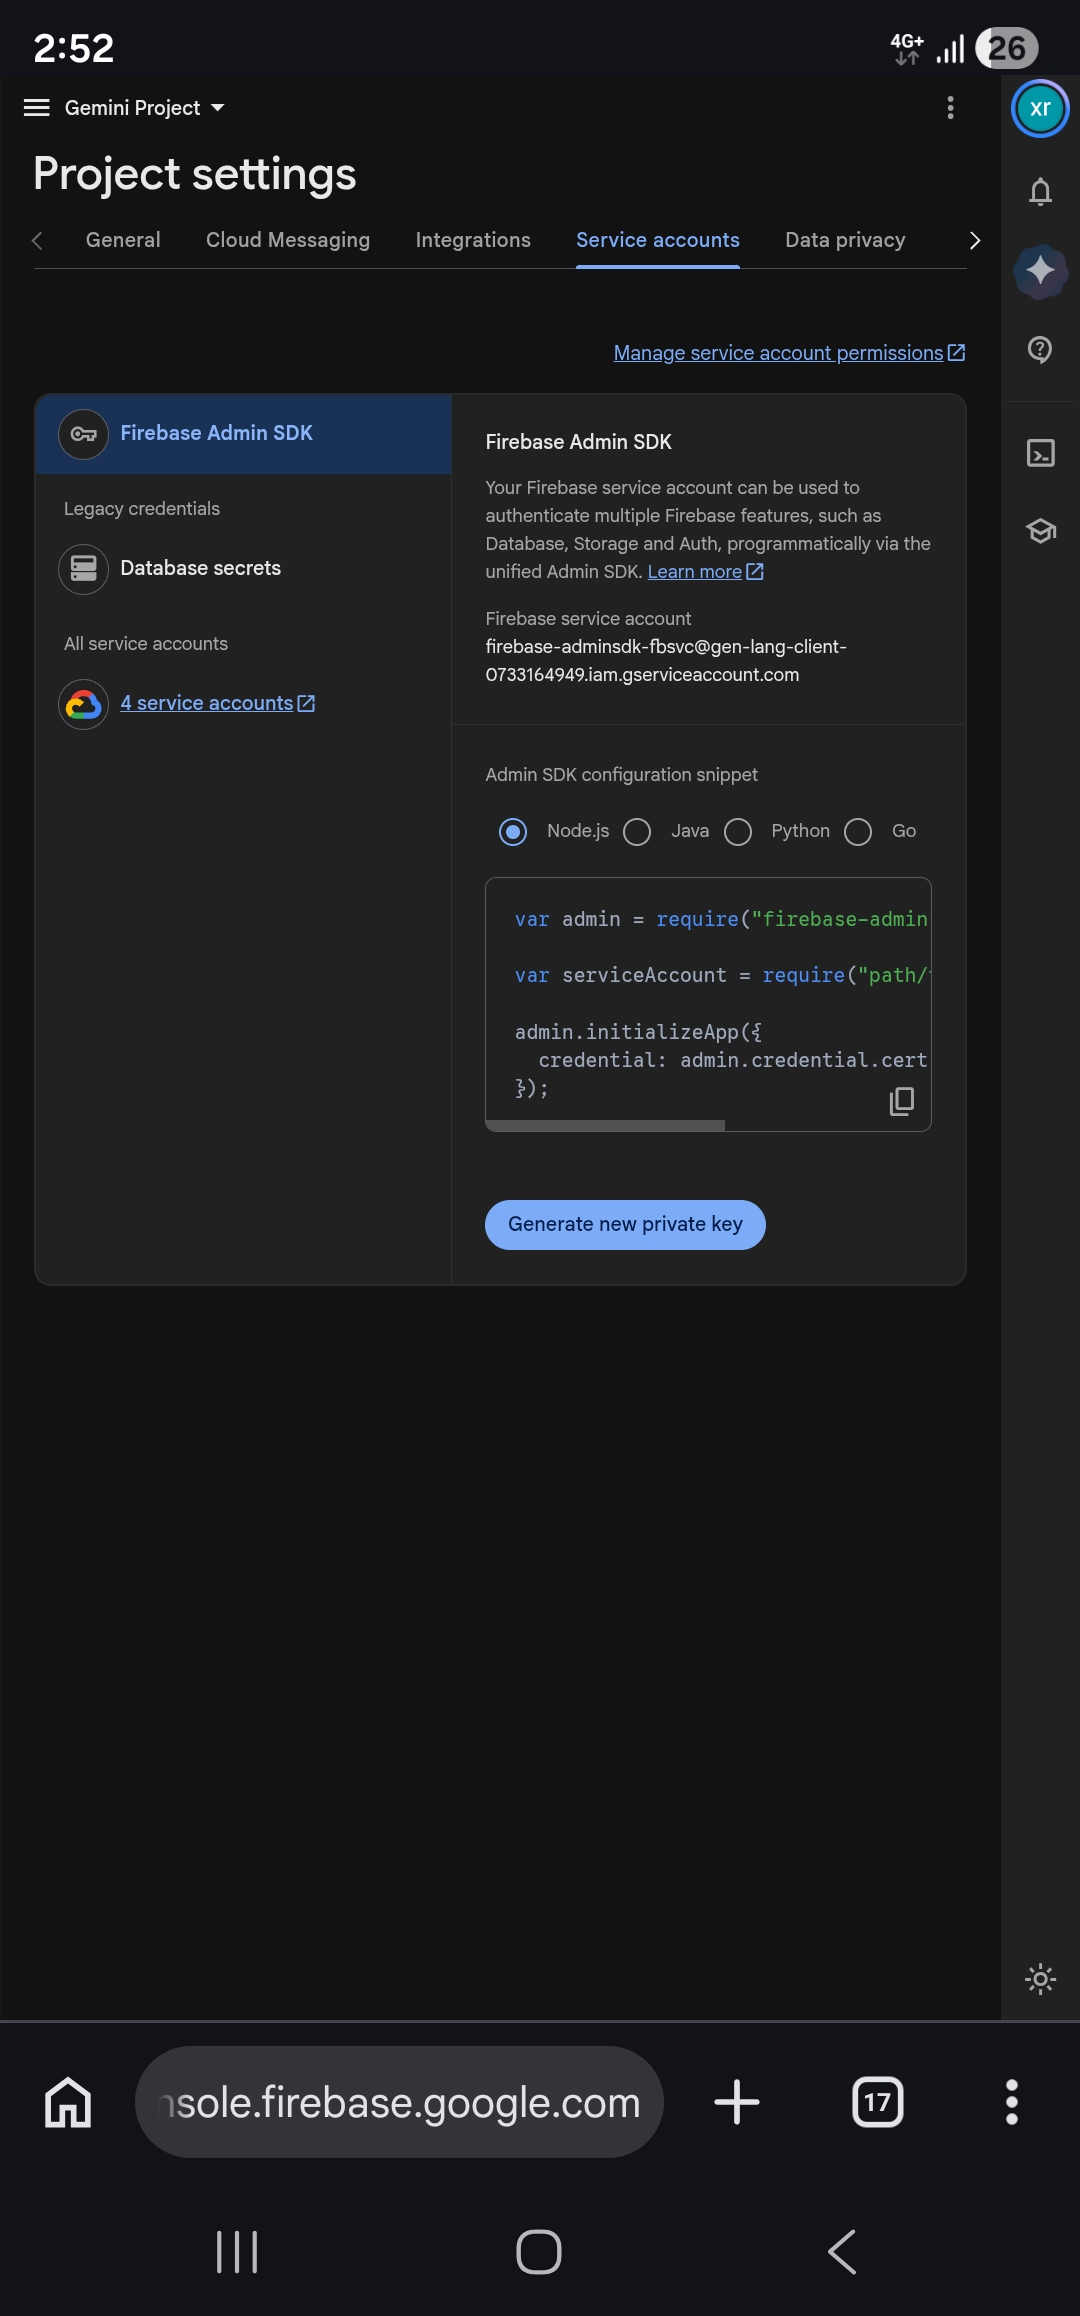 2:52
4G+
26
Gemini Project
xr
Project settings
General
Cloud Messaging
Integrations
Service accounts
Data privacy
Manage service account permissions
Firebase Admin SDK
Legacy credentials
Database secrets
All service accounts
4 service accounts
Firebase Admin SDK
Your Firebase service account can be used to
authenticate multiple Firebase features, such as
Database, Storage and Auth, programmatically via the
unified Admin SDK. Learn more
Firebase service account
firebase-adminsdk-fbsvc@gen-lang-client-
0733164949.iam.gserviceaccount.com
Admin SDK configuration snippet
Node.js
Java
Python
Go
var admin = require("firebase-admin
var serviceAccount = require("path/
admin.initializeApp({
credential: admin.credential.cert
});
Generate new private key
nsole.firebase.google.com
17